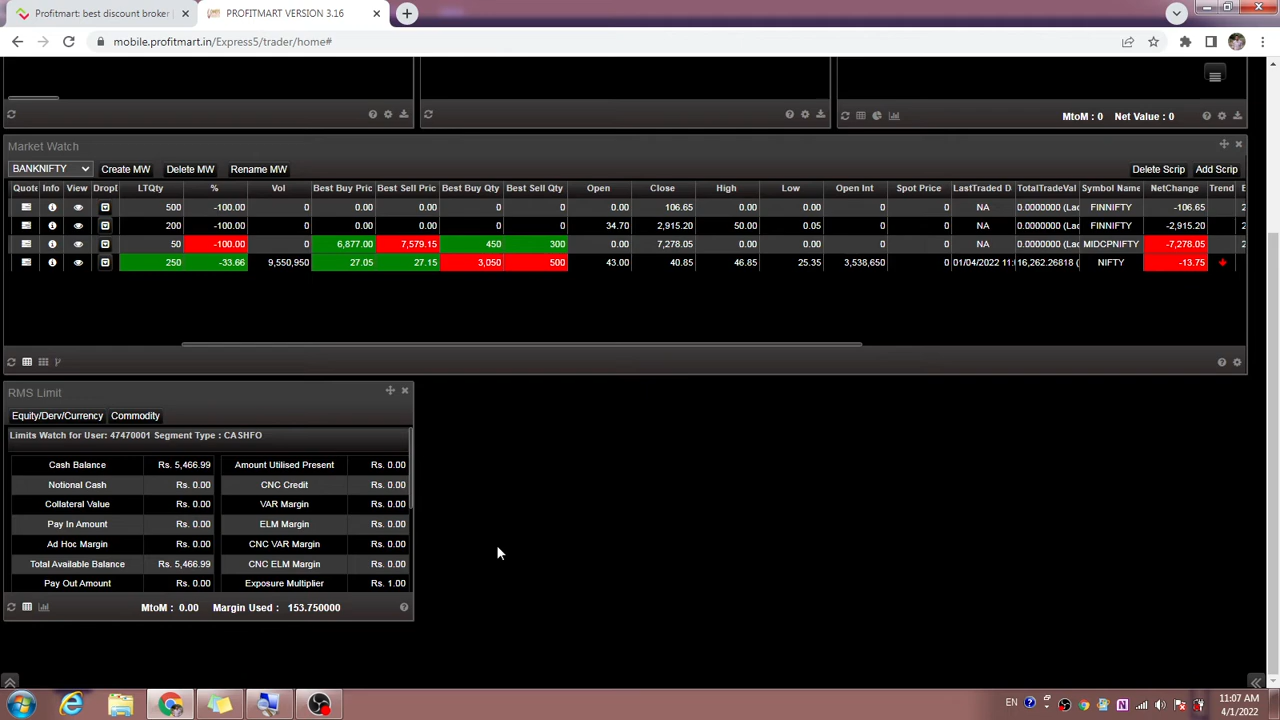 Profitmart: best discount broker
PROFITMART VERSION 3.16
mobile.profitmart.in/Express5/trader/home#
MtoM : 0 Net Value : 0
Market Watch
BANKNIFTY Create MW Delete MW Rename MW Delete Scrip Add Scrip
Quote Info View Dropl LTQty % Vol Best Buy Pric Best Sell Pric Best Buy Qty Best Sell Qty Open Close High Low Open Int Spot Price LastTraded D TotalTradeVal Symbol Name NetChange Trend
500 -100.00 0 0.00 0.00 0 0 0.00 106.65 0.00 0.00 0 0 NA 0.0000000 (Lac FINNIFTY -106.65 2
200 -100.00 0 0.00 0.00 0 0 34.70 2,915.20 50.00 0.05 0 0 NA 0.0000000 (Lac FINNIFTY -2,915.20 2
50 -100.00 0 6,877.00 7,579.15 450 300 0.00 7,278.05 0.00 0.00 0 0 NA 0.0000000 (Lac MIDCPNIFTY -7,278.05 2
250 -33.66 9,550,950 27.05 27.15 3,050 500 43.00 40.85 46.85 25.35 3,538,650 0 01/04/2022 11: 16,262.26818 ( NIFTY -13.75 2
RMS Limit
Equity/Derv/Currency Commodity
Limits Watch for User: 47470001 Segment Type : CASHFO
Cash Balance Rs. 5,466.99 Amount Utilised Present Rs. 0.00
Notional Cash Rs. 0.00 CNC Credit Rs. 0.00
Collateral Value Rs. 0.00 VAR Margin Rs. 0.00
Pay In Amount Rs. 0.00 ELM Margin Rs. 0.00
Ad Hoc Margin Rs. 0.00 CNC VAR Margin Rs. 0.00
Total Available Balance Rs. 5,466.99 CNC ELM Margin Rs. 0.00
Pay Out Amount Rs. 0.00 Exposure Multiplier Rs. 1.00
MtoM : 0.00 Margin Used : 153.750000
EN
11:07 AM
4/1/2022